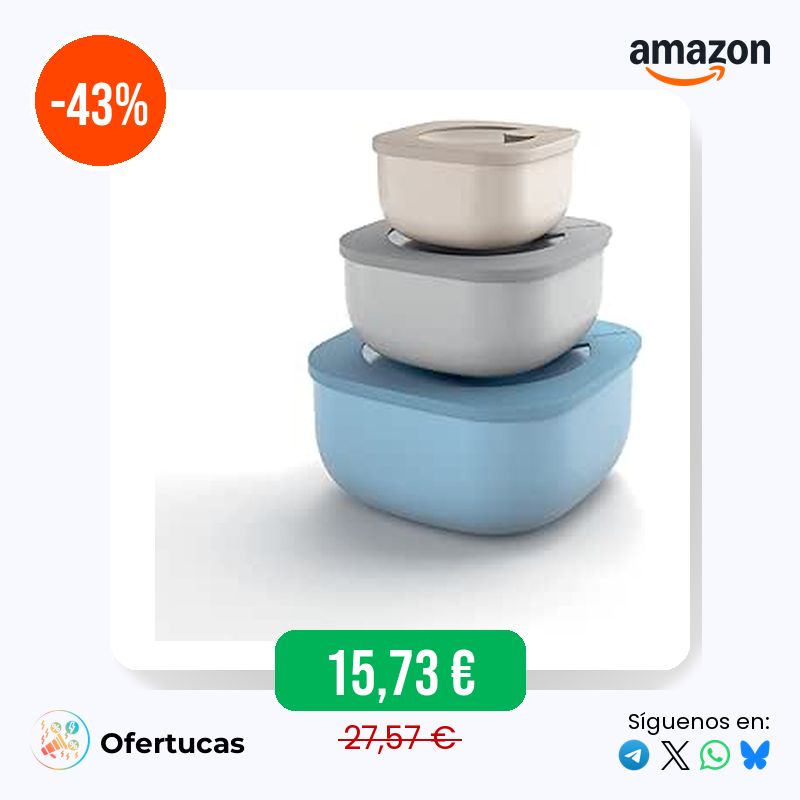 -43%
amazon
15,73 €
27,57 €
Ofertucas
Síguenos en: